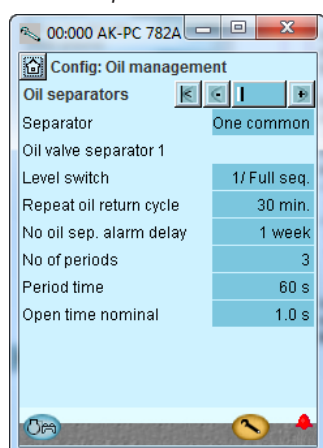 00:000 AK-PC 782A
Config: Oil management
Oil separators
Separator One common
Oil valve separator 1
Level switch 1/ Full seq.
Repeat oil return cycle 30 min.
No oil sep. alarm delay 1 week
No of periods 3
Period time 60 s
Open time nominal 1.0 s